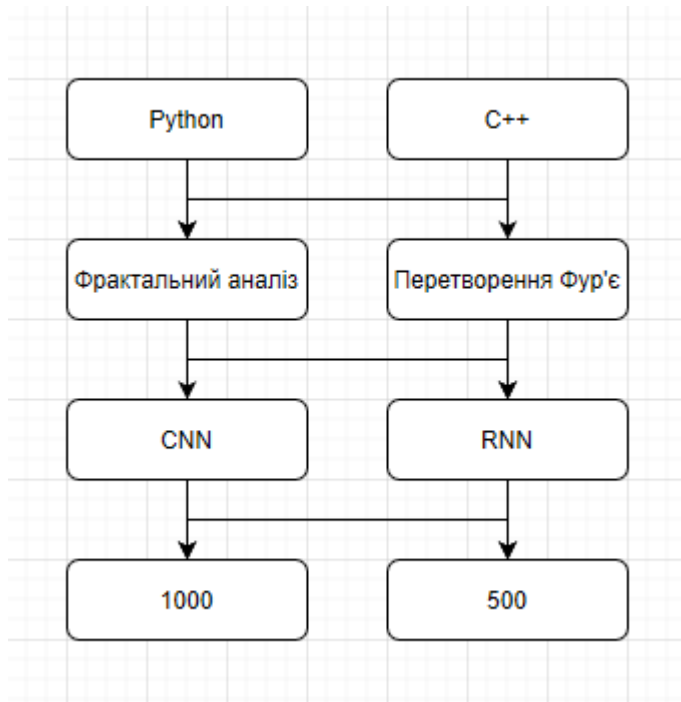 Python
C++
Фрактальний аналіз
Перетворення Фур'є
CNN
RNN
1000
500